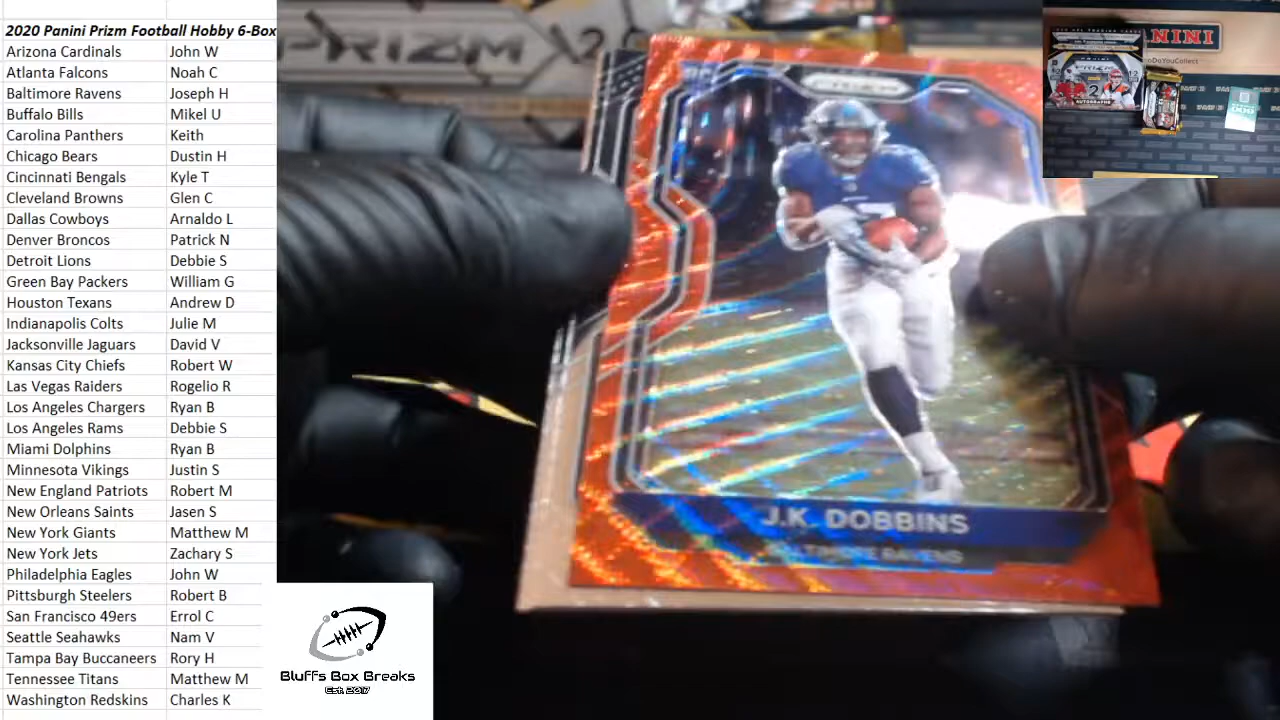 2020 Panini Prizm Football Hobby 6-Box
Arizona Cardinals John W
Atlanta Falcons Noah C
Baltimore Ravens Joseph H
Buffalo Bills Mikel U
Carolina Panthers Keith
Chicago Bears Dustin H
Cincinnati Bengals Kyle T
Cleveland Browns Glen C
Dallas Cowboys Arnaldo L
Denver Broncos Patrick N
Detroit Lions Debbie S
Green Bay Packers William G
Houston Texans Andrew D
Indianapolis Colts Julie M
Jacksonville Jaguars David V
Kansas City Chiefs Robert W
Las Vegas Raiders Rogelio R
Los Angeles Chargers Ryan B
Los Angeles Rams Debbie S
Miami Dolphins Ryan B
Minnesota Vikings Justin S
New England Patriots Robert M
New Orleans Saints Jasen S
New York Giants Matthew M
New York Jets Zachary S
Philadelphia Eagles John W
Pittsburgh Steelers Robert B
San Francisco 49ers Errol C
Seattle Seahawks Nam V
Tampa Bay Buccaneers Rory H
Tennessee Titans Matthew M
Washington Redskins Charles K
Bluffs Box Breaks
Est. 2017
J.K. DOBBINS
BALTIMORE RAVENS
PRIZM
oDoYouCollect